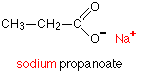 O
CH₃—CH₂—C
O⁻ Na⁺
sodium propanoate